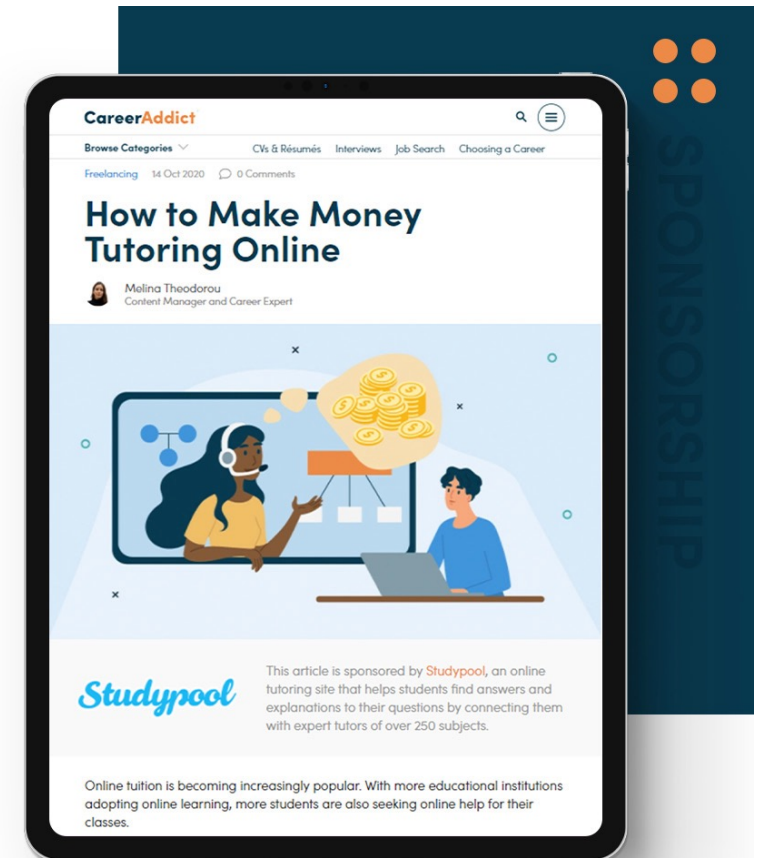 CareerAddict
Browse Categories
CVs & Résumés Interviews Job Search Choosing a Career
Freelancing 14 Oct 2020 0 Comments
How to Make Money
Tutoring Online
Melina Theodorou
Content Manager and Career Expert
Studypool
This article is sponsored by Studypool, an online
tutoring site that helps students find answers and
explanations to their questions by connecting them
with expert tutors of over 250 subjects.
Online tuition is becoming increasingly popular. With more educational institutions
adopting online learning, more students are also seeking online help for their
classes.
SPONSORSHIP